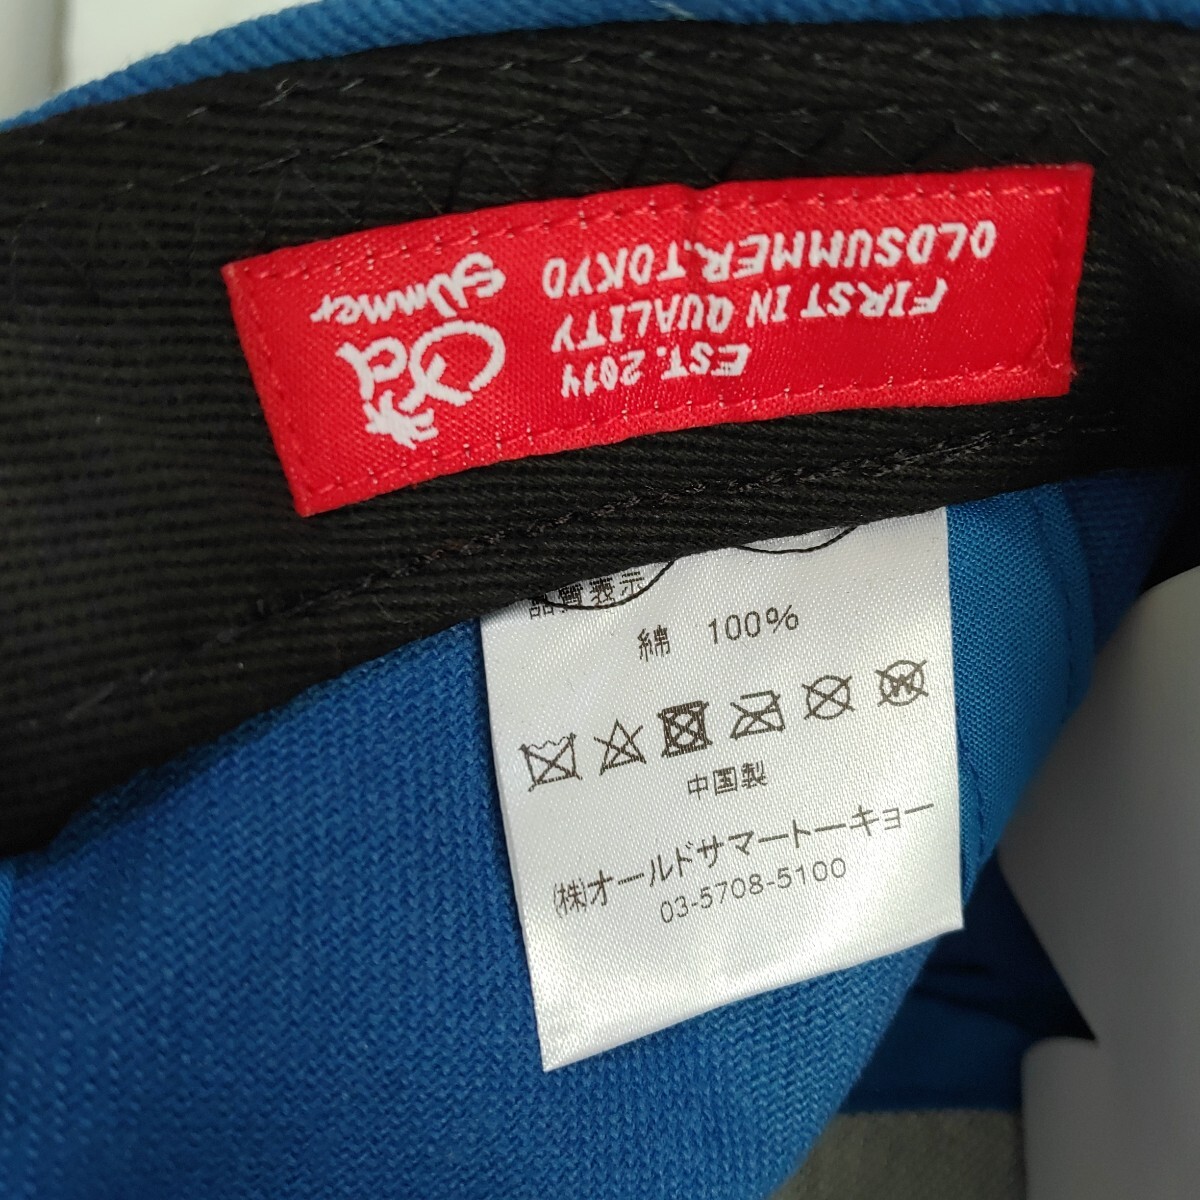 Old
Summer
EST. 2014
FIRST IN QUALITY
OLDSUMMER.TOKYO
品質表示
綿 100%
W
中国製
(株)オールドサマートーキョー
03-5708-5100